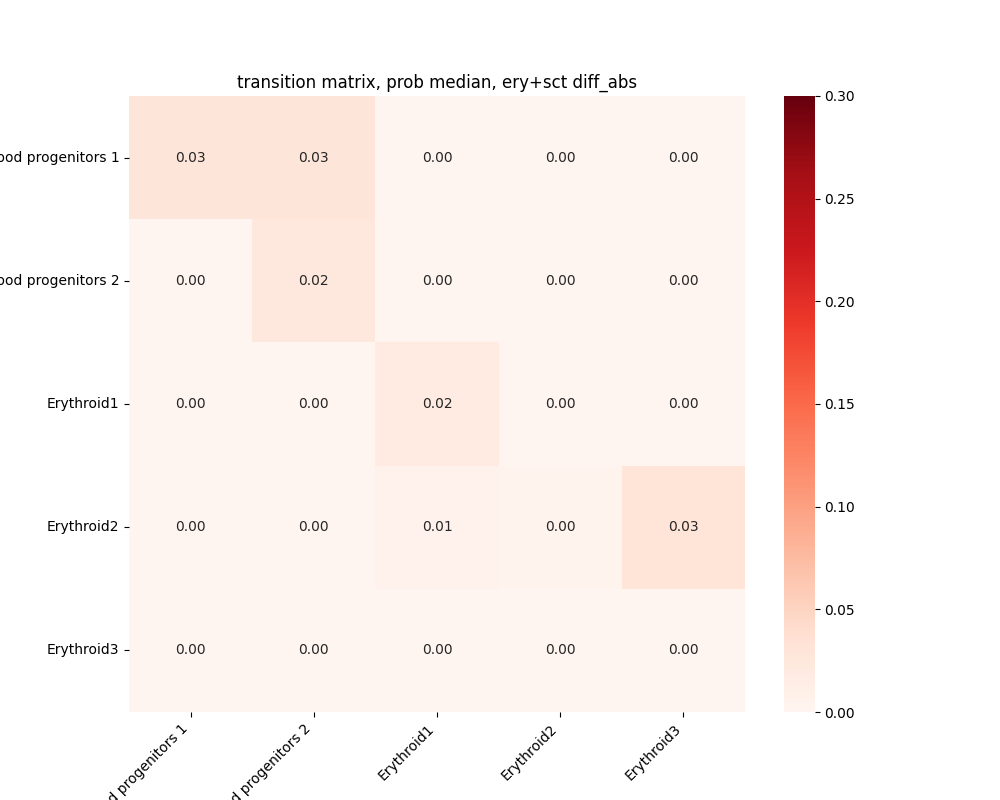 transition matrix, prob median, ery+sct diff_abs
ood progenitors 1 0.03 0.03 0.00 0.00 0.00
ood progenitors 2 0.00 0.02 0.00 0.00 0.00
Erythroid1 0.00 0.00 0.02 0.00 0.00
Erythroid2 0.00 0.00 0.01 0.00 0.03
Erythroid3 0.00 0.00 0.00 0.00 0.00
d progenitors 1
d progenitors 2
Erythroid1
Erythroid2
Erythroid3
0.30
0.25
0.20
0.15
0.10
0.05
0.00